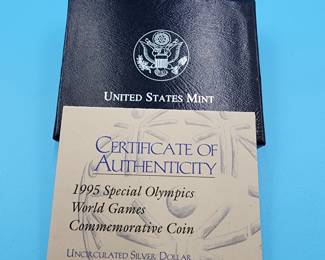 UNITED STATES MINT
CERTIFICATE OF
AUTHENTICITY
1995 Special Olympics
World Games
Commemorative Coin
UNCIRCULATED SILVER DOLLAR